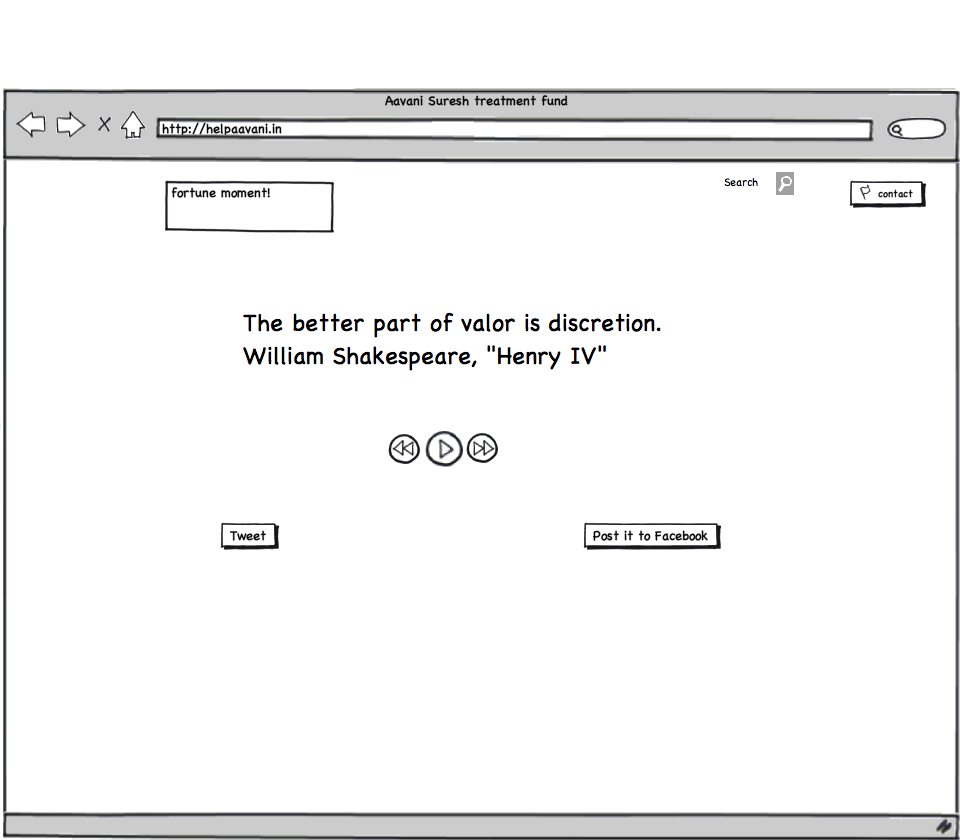 Aavani Suresh treatment fund
http://helpaavani.in
fortune moment!
Search
contact
The better part of valor is discretion.
William Shakespeare, "Henry IV"
Tweet
Post it to Facebook